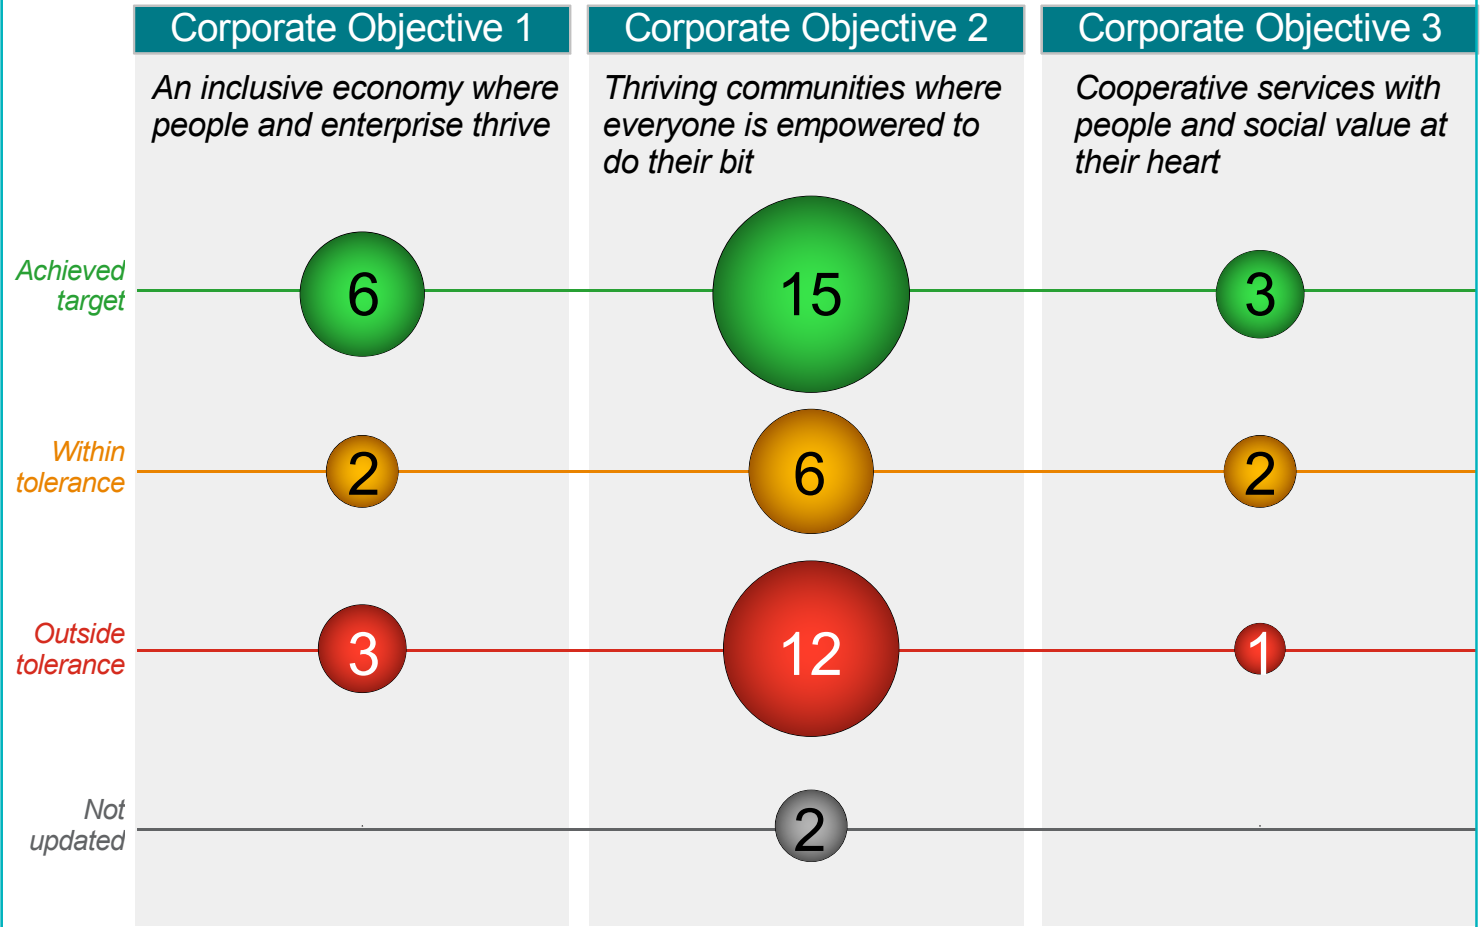 Corporate Objective 1
Corporate Objective 2
Corporate Objective 3
An inclusive economy where
people and enterprise thrive
Thriving communities where
everyone is empowered to
do their bit
Cooperative services with
people and social value at
their heart
Achieved
target
6
15
3
Within
tolerance
2
6
2
Outside
tolerance
3
12
1
Not
updated
2